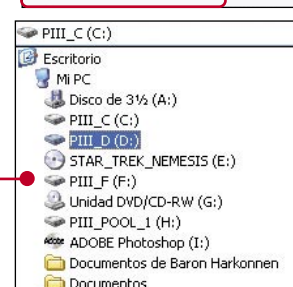 PIII_C (C:)
Escritorio
Mi PC
Disco de 3½ (A:)
PIII_C (C:)
PIII_D (D:)
STAR_TREK_NEMESIS (E:)
PIII_F (F:)
Unidad DVD/CD-RW (G:)
PIII_POOL_1 (H:)
ADOBE Photoshop (I:)
Documentos de Baron Harkonnen
Documentos